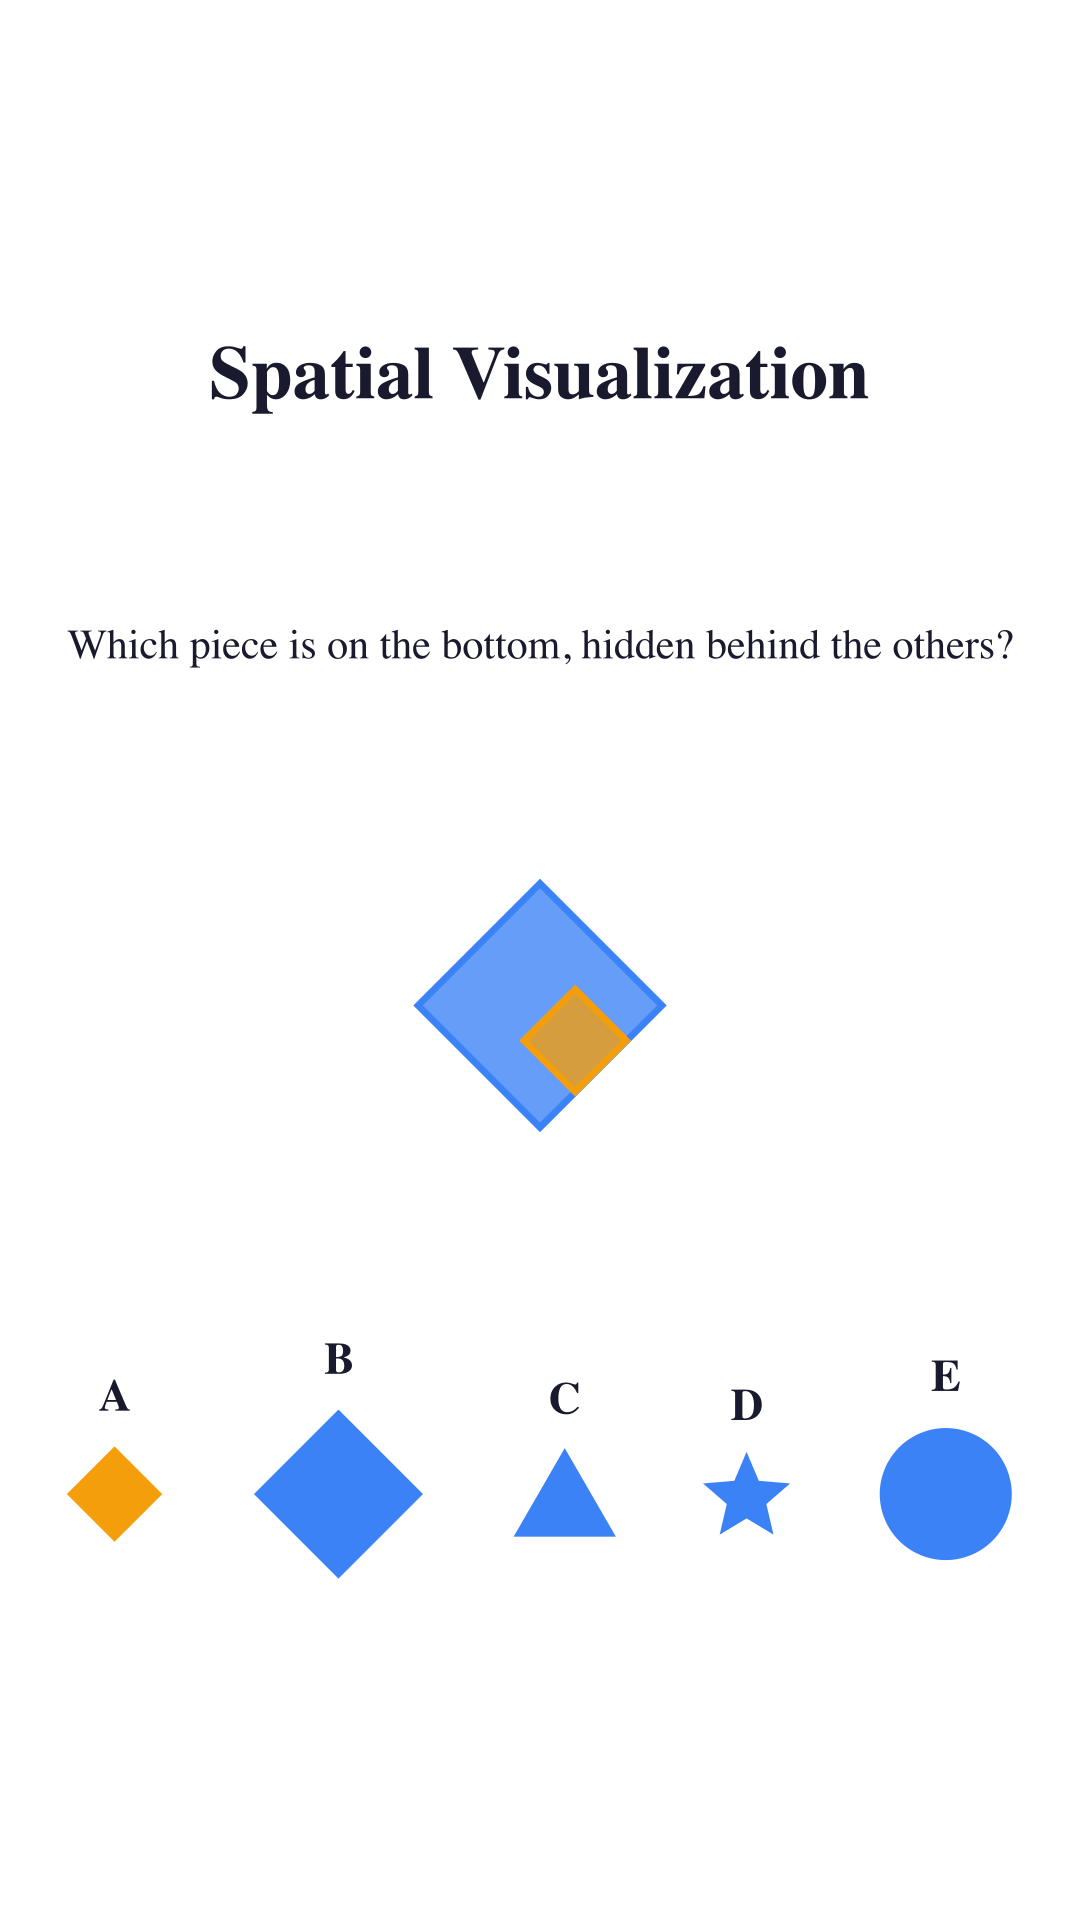 Spatial Visualization
Which piece is on the bottom, hidden behind the others?
A
B
C
D
E